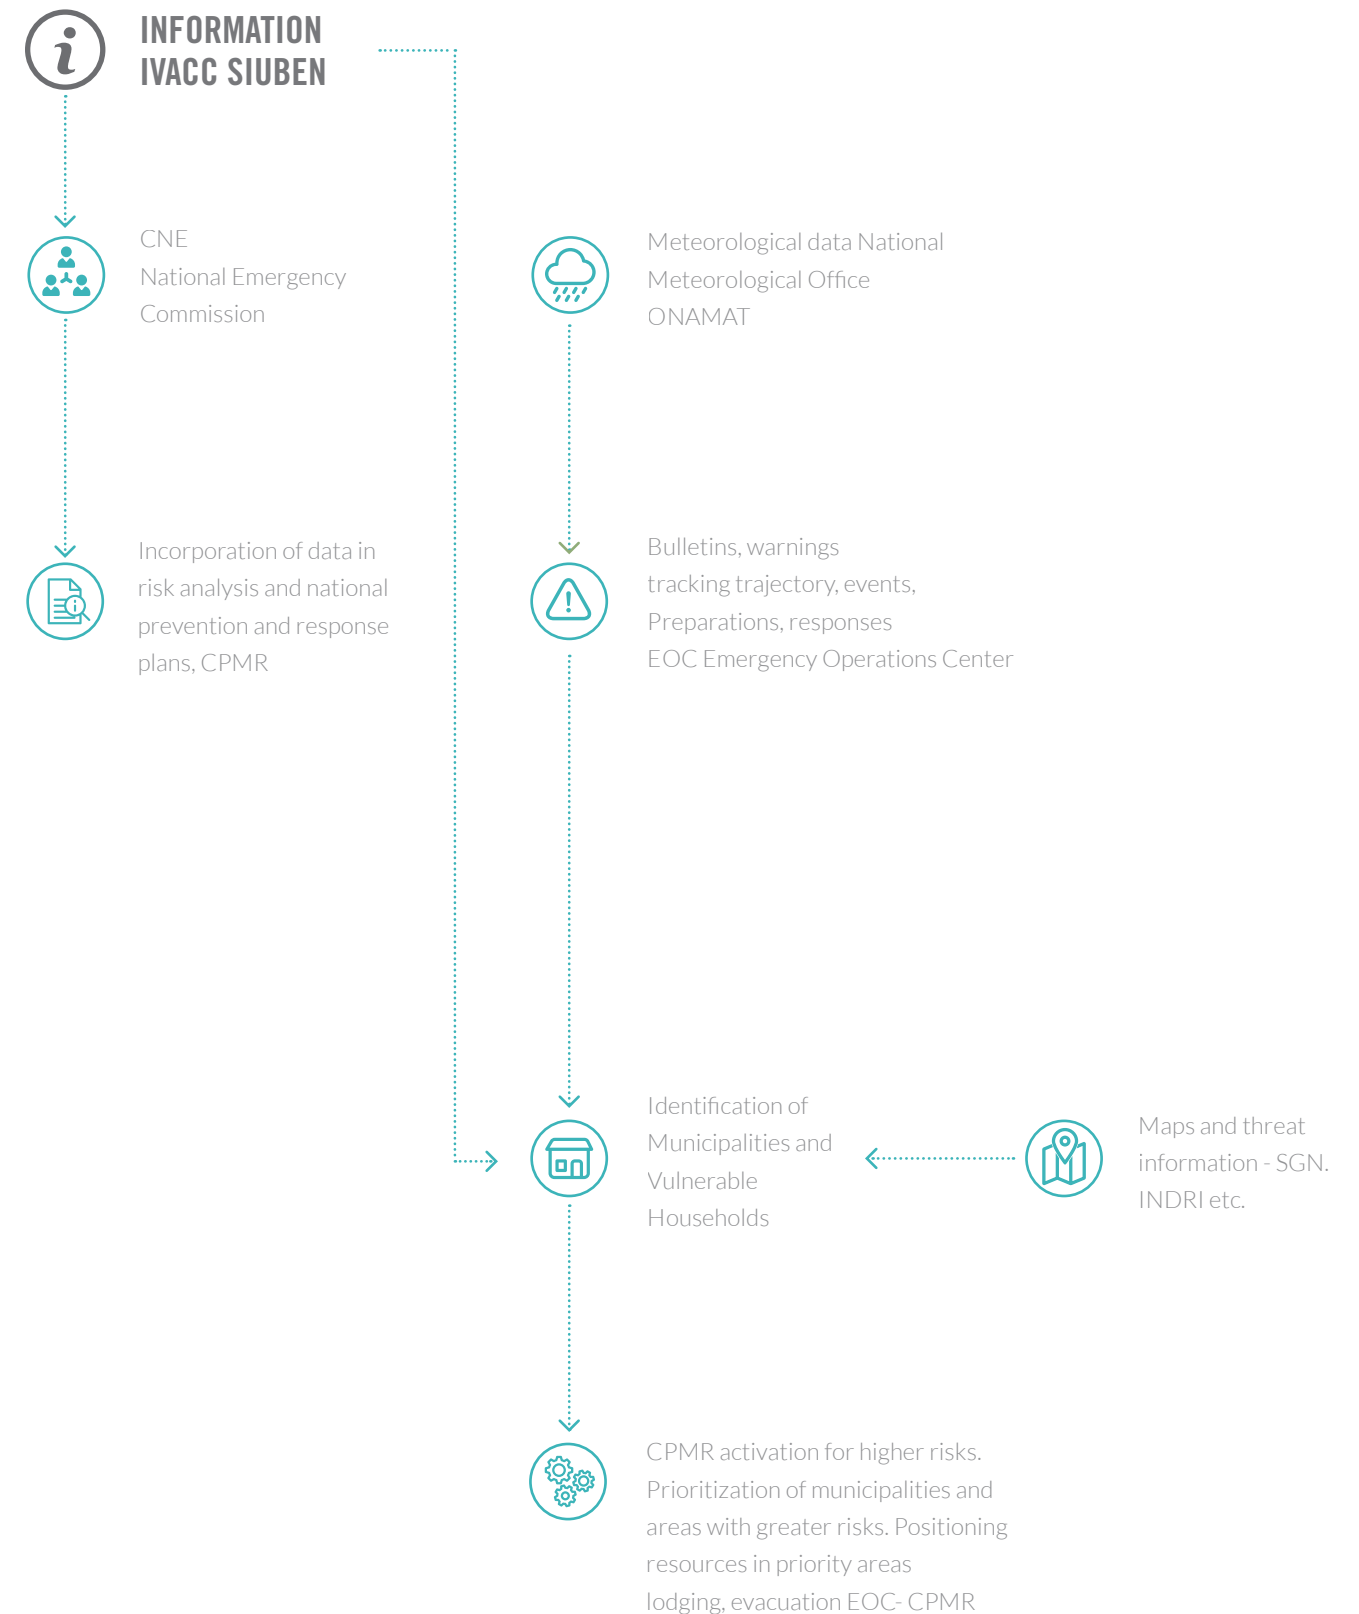 INFORMATION
IVACC SIUBEN
CNE
National Emergency
Commission
Meteorological data National
Meteorological Office
ONAMAT
Incorporation of data in
risk analysis and national
prevention and response
plans, CPMR
Bulletins, warnings
tracking trajectory, events,
Preparations, responses
EOC Emergency Operations Center
Identification of
Municipalities and
Vulnerable
Households
Maps and threat
information - SGN.
INDRI etc.
CPMR activation for higher risks.
Prioritization of municipalities and
areas with greater risks. Positioning
resources in priority areas
lodging, evacuation EOC- CPMR